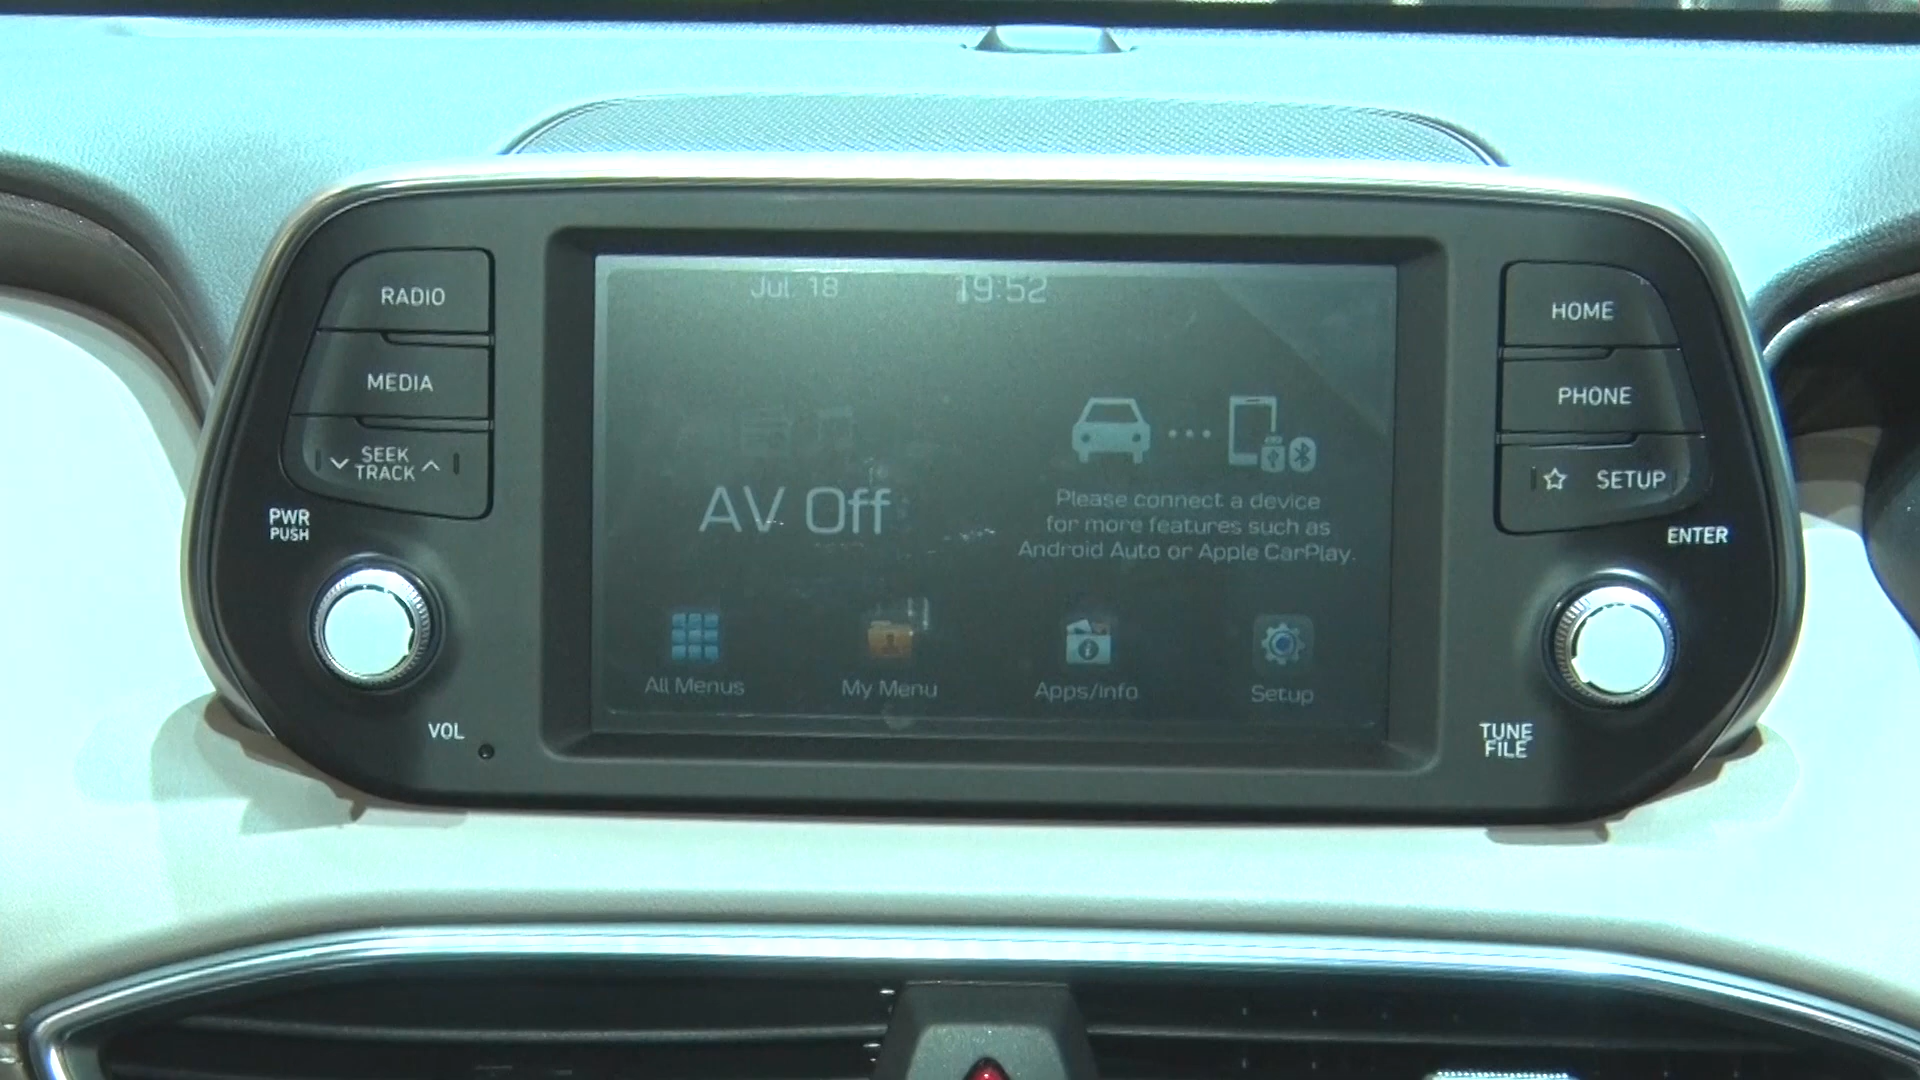 RADIO
MEDIA
SEEK
TRACK
PWR
PUSH
VOL
Jul. 18
19:52
AV Off
Please connect a device
for more features such as
Android Auto or Apple CarPlay.
All Menus
My Menu
Apps/Info
Setup
HOME
PHONE
SETUP
ENTER
TUNE
FILE